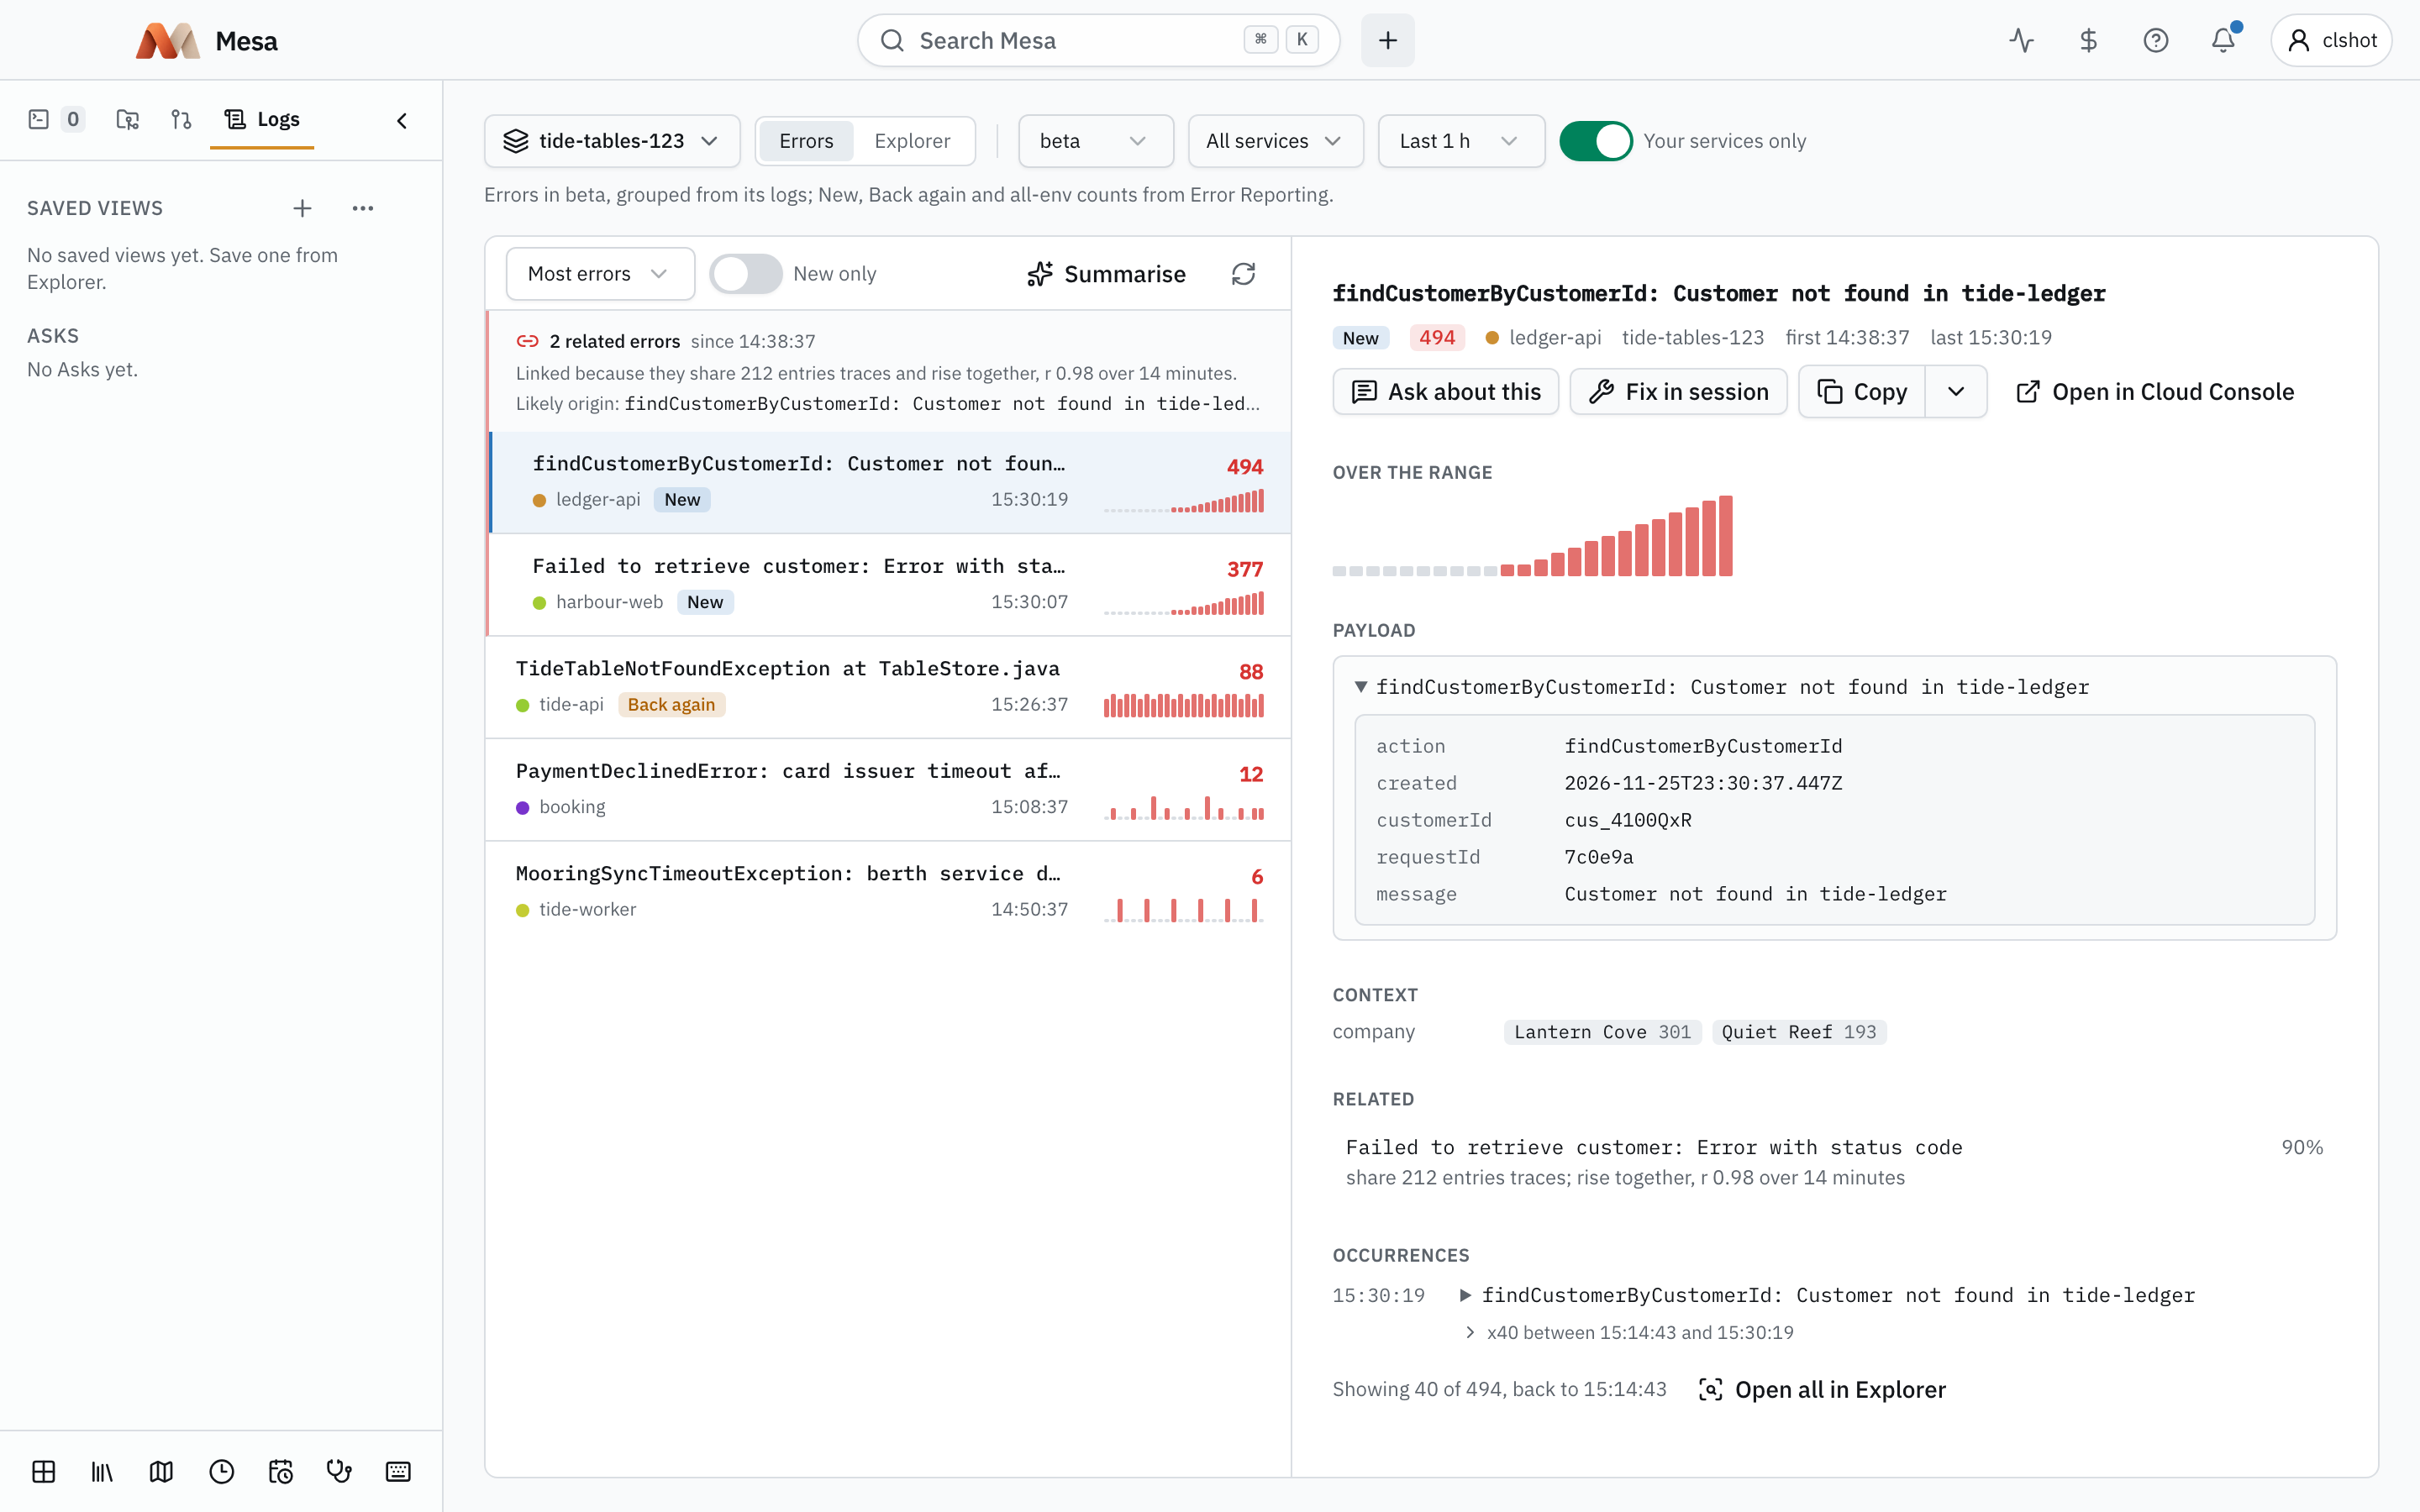 Mesa
Search Mesa
⌘ K
clshot
0
Logs
SAVED VIEWS
No saved views yet. Save one from
Explorer.
ASKS
No Asks yet.
tide-tables-123
Errors
Explorer
beta
All services
Last 1 h
Your services only
Errors in beta, grouped from its logs; New, Back again and all-env counts from Error Reporting.
Most errors
New only
Summarise
2 related errors since 14:38:37
Linked because they share 212 entries traces and rise together, r 0.98 over 14 minutes.
Likely origin: findCustomerByCustomerId: Customer not found in tide-led…
findCustomerByCustomerId: Customer not foun… 494
ledger-api New 15:30:19
Failed to retrieve customer: Error with sta… 377
harbour-web New 15:30:07
TideTableNotFoundException at TableStore.java 88
tide-api Back again 15:26:37
PaymentDeclinedError: card issuer timeout af… 12
booking 15:08:37
MooringSyncTimeoutException: berth service d… 6
tide-worker 14:50:37
findCustomerByCustomerId: Customer not found in tide-ledger
New 494 ledger-api tide-tables-123 first 14:38:37 last 15:30:19
Ask about this
Fix in session
Copy
Open in Cloud Console
OVER THE RANGE
PAYLOAD
findCustomerByCustomerId: Customer not found in tide-ledger
action findCustomerByCustomerId
created 2026-11-25T23:30:37.447Z
customerId cus_4100QxR
requestId 7c0e9a
message Customer not found in tide-ledger
CONTEXT
company Lantern Cove 301 Quiet Reef 193
RELATED
Failed to retrieve customer: Error with status code 90%
share 212 entries traces; rise together, r 0.98 over 14 minutes
OCCURRENCES
15:30:19 findCustomerByCustomerId: Customer not found in tide-ledger
x40 between 15:14:43 and 15:30:19
Showing 40 of 494, back to 15:14:43
Open all in Explorer